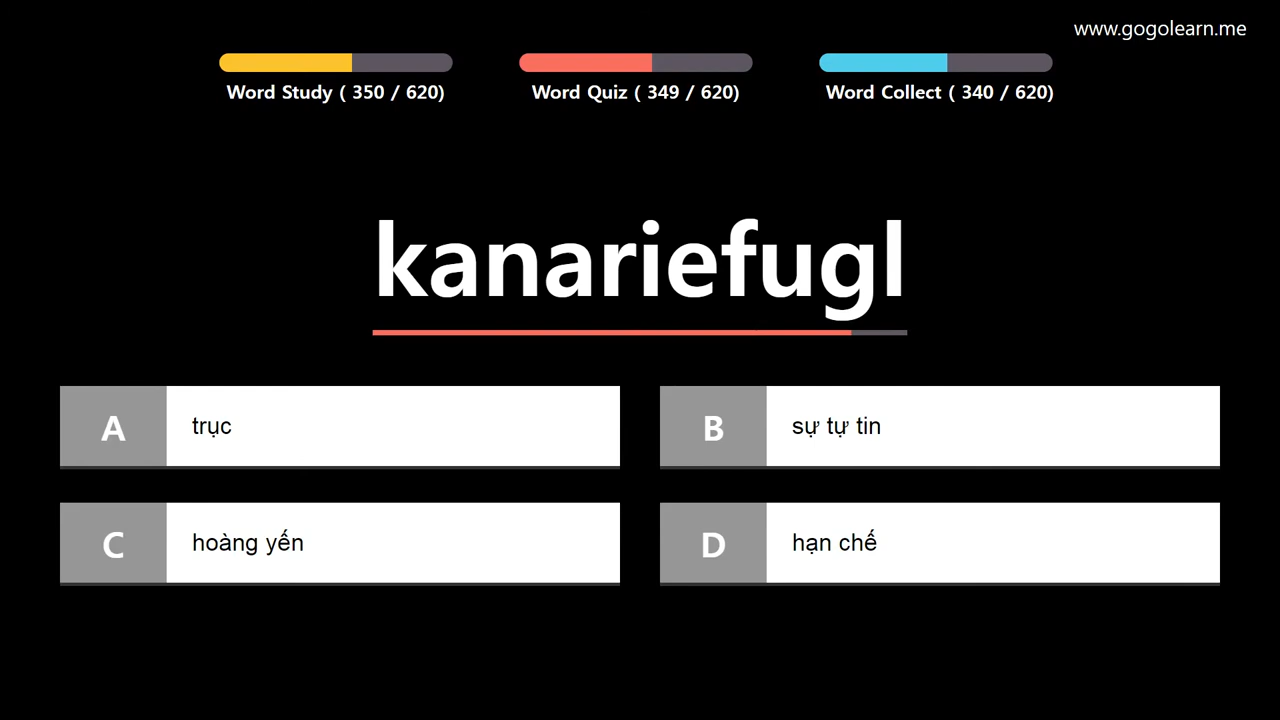 www.gogolearn.me
Word Study ( 350 / 620)
Word Quiz ( 349 / 620)
Word Collect ( 340 / 620)
kanariefugl
A
trục
B
sự tự tin
C
hoàng yến
D
hạn chế